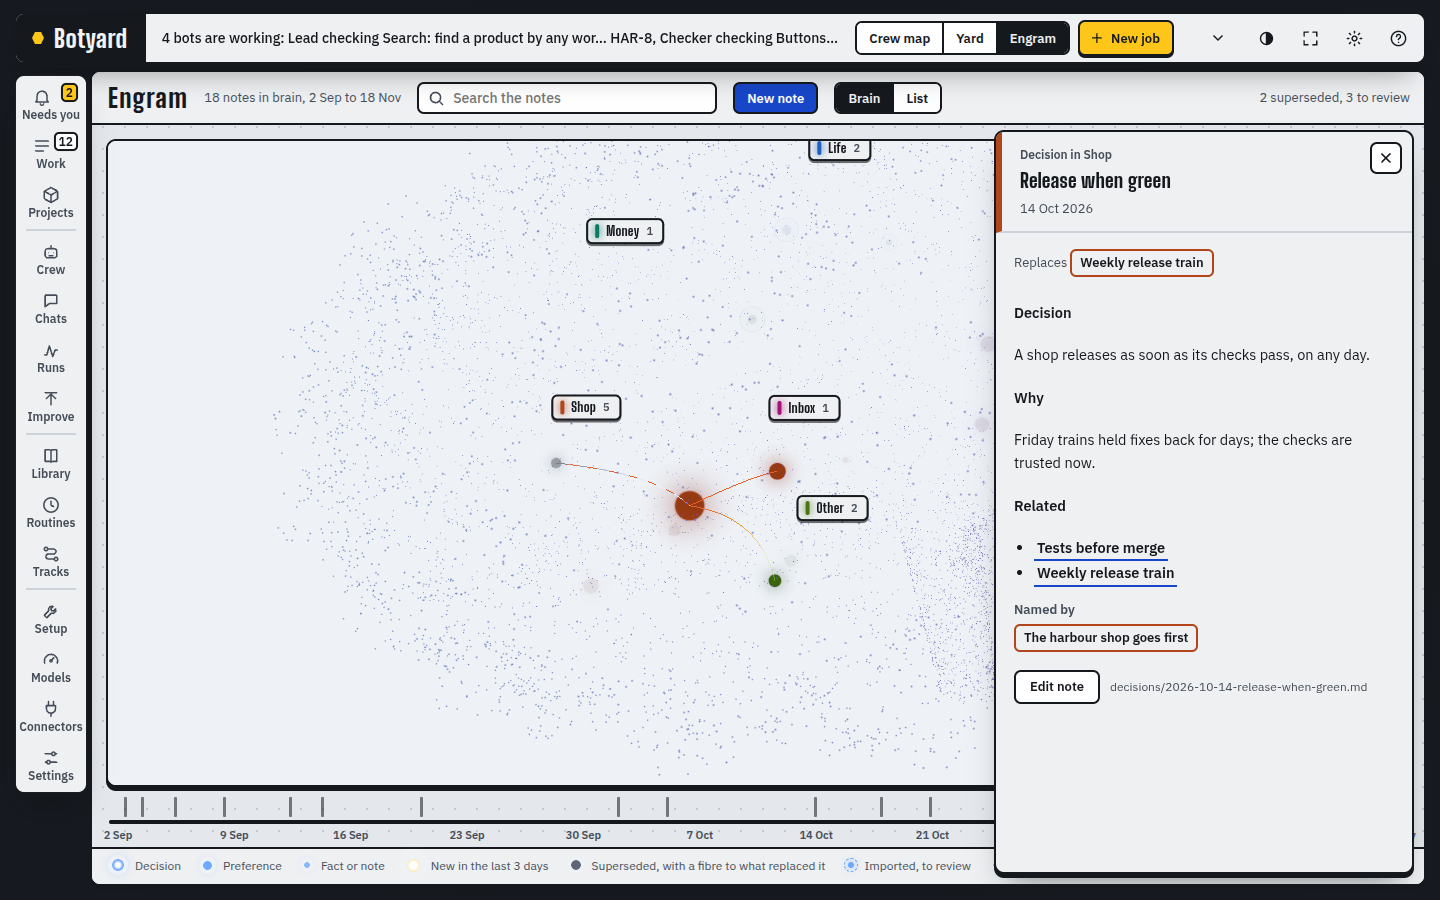 Botyard
4 bots are working: Lead checking Search: find a product by any wor... HAR-8, Checker checking Buttons...
Crew map
Yard
Engram
New job
Needs you
2
Work
12
Projects
Crew
Chats
Runs
Improve
Library
Routines
Tracks
Setup
Models
Connectors
Settings
Engram
18 notes in brain, 2 Sep to 18 Nov
Search the notes
New note
Brain
List
2 superseded, 3 to review
Life 2
Money 1
Shop 5
Inbox 1
Other 2
2 Sep
9 Sep
16 Sep
23 Sep
30 Sep
7 Oct
14 Oct
21 Oct
Decision
Preference
Fact or note
New in the last 3 days
Superseded, with a fibre to what replaced it
Imported, to review
Decision in Shop
Release when green
14 Oct 2026
Replaces Weekly release train
Decision
A shop releases as soon as its checks pass, on any day.
Why
Friday trains held fixes back for days; the checks are
trusted now.
Related
• Tests before merge
• Weekly release train
Named by
The harbour shop goes first
Edit note
decisions/2026-10-14-release-when-green.md